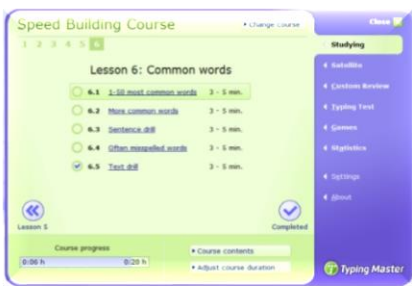 Speed Building Course
Change course
Close
1 2 3 4 5 6
Lesson 6: Common words
6.1 1-50 most common words 3 - 5 min.
6.2 More common words 3 - 5 min.
6.3 Sentence drill 3 - 5 min.
6.4 Often misspelled words 3 - 5 min.
6.5 Text drill 3 - 5 min.
Lesson 5
Completed
Course progress
0:06 h 0:20 h
Course contents
Adjust course duration
Studying
Satellite
Custom Review
Typing Test
Games
Statistics
Settings
About
Typing Master